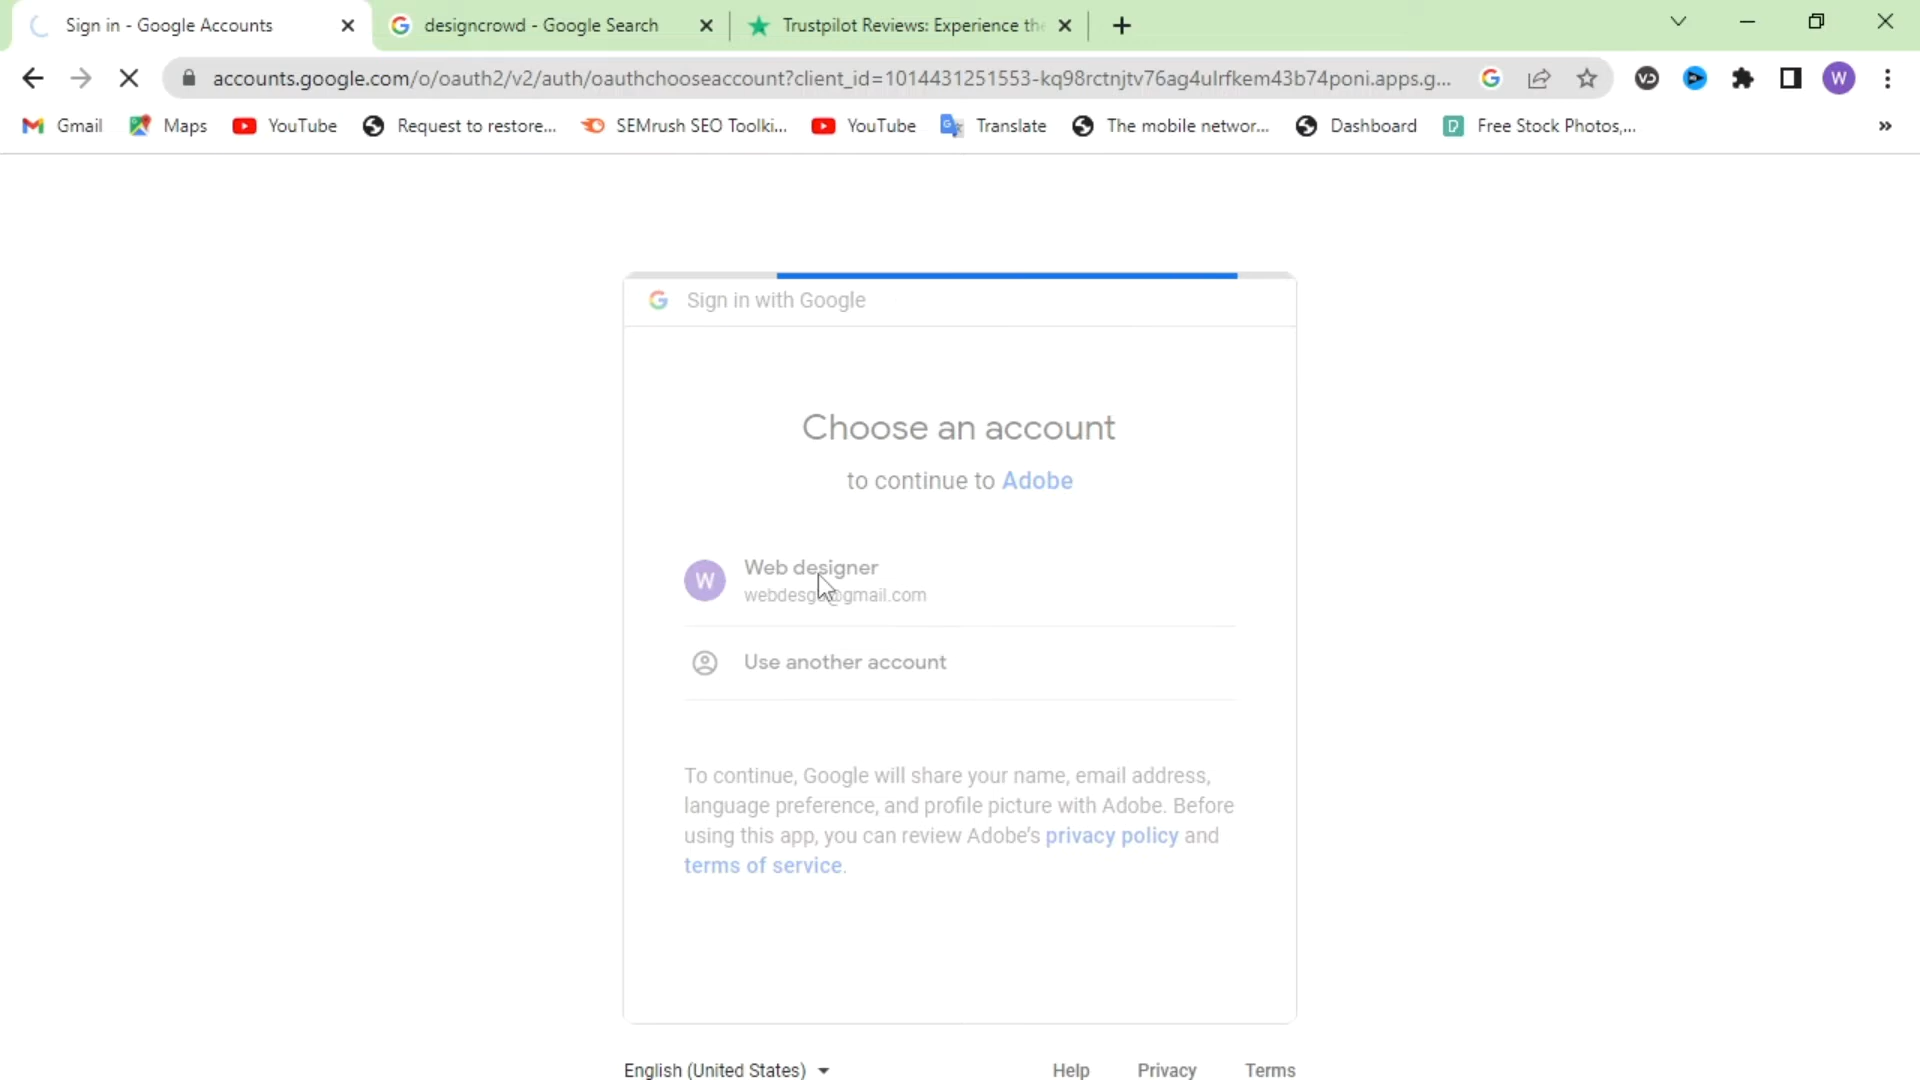 Sign in - Google Accounts
designcrowd - Google Search
Trustpilot Reviews: Experience the
accounts.google.com/o/oauth2/v2/auth/oauthchooseaccount?client_id=1014431251553-kq98rctnjtv76ag4ulrfkem43b74poni.apps.g...
W
Gmail
Maps
YouTube
Request to restore...
SEMrush SEO Toolki...
YouTube
Translate
The mobile networ...
Dashboard
Free Stock Photos,...
Sign in with Google
Choose an account
to continue to Adobe
W
Web designer
@gmail.com
Use another account
To continue, Google will share your name, email address,
language preference, and profile picture with Adobe. Before
using this app, you can review Adobe's privacy policy and
terms of service.
English (United States)
Help
Privacy
Terms